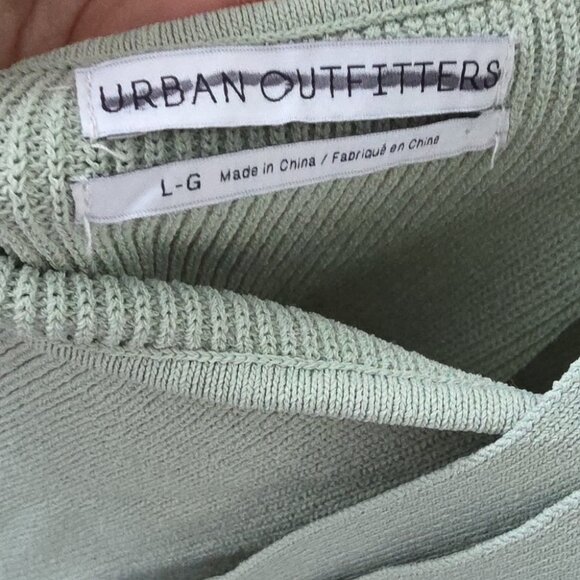 URBAN OUTFITTERS
L-G Made in China / Fabriqué en Chine